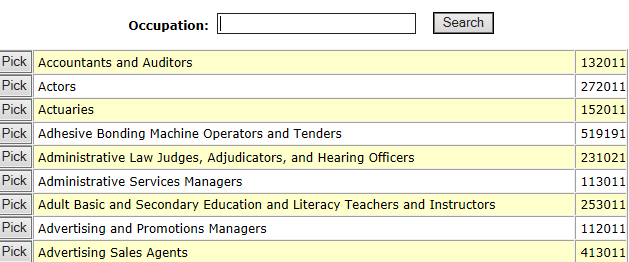 Occupation: Search
Pick Accountants and Auditors 132011
Pick Actors 272011
Pick Actuaries 152011
Pick Adhesive Bonding Machine Operators and Tenders 519191
Pick Administrative Law Judges, Adjudicators, and Hearing Officers 231021
Pick Administrative Services Managers 113011
Pick Adult Basic and Secondary Education and Literacy Teachers and Instructors 253011
Pick Advertising and Promotions Managers 112011
Pick Advertising Sales Agents 413011